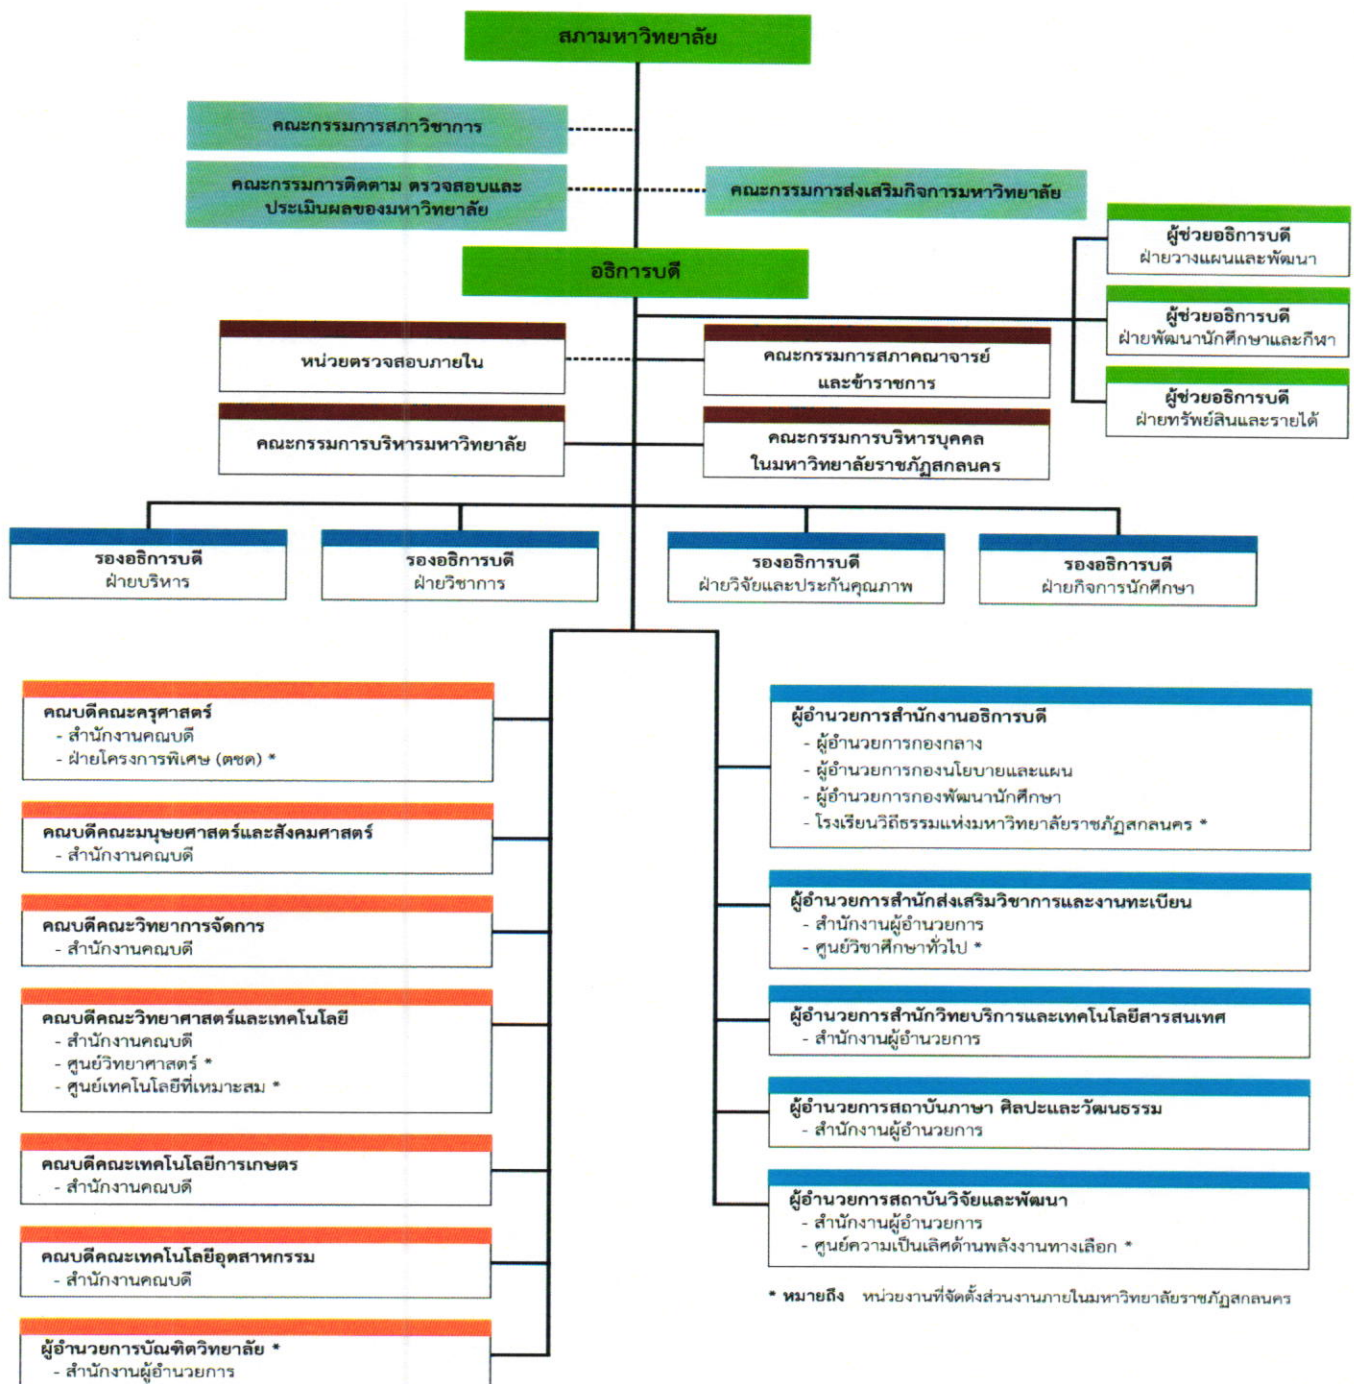 สภามหาวิทยาลัย
คณะกรรมการสภาวิชาการ
คณะกรรมการติดตาม ตรวจสอบและ
ประเมินผลของมหาวิทยาลัย
คณะกรรมการส่งเสริมกิจการมหาวิทยาลัย
อธิการบดี
ผู้ช่วยอธิการบดี
ฝ่ายวางแผนและพัฒนา
ผู้ช่วยอธิการบดี
ฝ่ายพัฒนานักศึกษาและกีฬา
ผู้ช่วยอธิการบดี
ฝ่ายทรัพย์สินและรายได้
หน่วยตรวจสอบภายใน
คณะกรรมการสภาคณาจารย์
และข้าราชการ
คณะกรรมการบริหารมหาวิทยาลัย
คณะกรรมการบริหารบุคคล
ในมหาวิทยาลัยราชภัฏสกลนคร
รองอธิการบดี
ฝ่ายบริหาร
รองอธิการบดี
ฝ่ายวิชาการ
รองอธิการบดี
ฝ่ายวิจัยและประกันคุณภาพ
รองอธิการบดี
ฝ่ายกิจการนักศึกษา
คณบดีคณะครุศาสตร์
- สำนักงานคณบดี
- ฝ่ายโครงการพิเศษ (ตชด) *
คณบดีคณะมนุษยศาสตร์และสังคมศาสตร์
- สำนักงานคณบดี
คณบดีคณะวิทยาการจัดการ
- สำนักงานคณบดี
คณบดีคณะวิทยาศาสตร์และเทคโนโลยี
- สำนักงานคณบดี
- ศูนย์วิทยาศาสตร์ *
- ศูนย์เทคโนโลยีที่เหมาะสม *
คณบดีคณะเทคโนโลยีการเกษตร
- สำนักงานคณบดี
คณบดีคณะเทคโนโลยีอุตสาหกรรม
- สำนักงานคณบดี
ผู้อำนวยการบัณฑิตวิทยาลัย *
- สำนักงานผู้อำนวยการ
ผู้อำนวยการสำนักงานอธิการบดี
- ผู้อำนวยการกองกลาง
- ผู้อำนวยการกองนโยบายและแผน
- ผู้อำนวยการกองพัฒนานักศึกษา
- โรงเรียนวิถีธรรมแห่งมหาวิทยาลัยราชภัฏสกลนคร *
ผู้อำนวยการสำนักส่งเสริมวิชาการและงานทะเบียน
- สำนักงานผู้อำนวยการ
- ศูนย์วิชาศึกษาทั่วไป *
ผู้อำนวยการสำนักวิทยบริการและเทคโนโลยีสารสนเทศ
- สำนักงานผู้อำนวยการ
ผู้อำนวยการสถาบันภาษา ศิลปะและวัฒนธรรม
- สำนักงานผู้อำนวยการ
ผู้อำนวยการสถาบันวิจัยและพัฒนา
- สำนักงานผู้อำนวยการ
- ศูนย์ความเป็นเลิศด้านพลังงานทางเลือก *
* หมายถึง หน่วยงานที่จัดตั้งส่วนงานภายในมหาวิทยาลัยราชภัฏสกลนคร